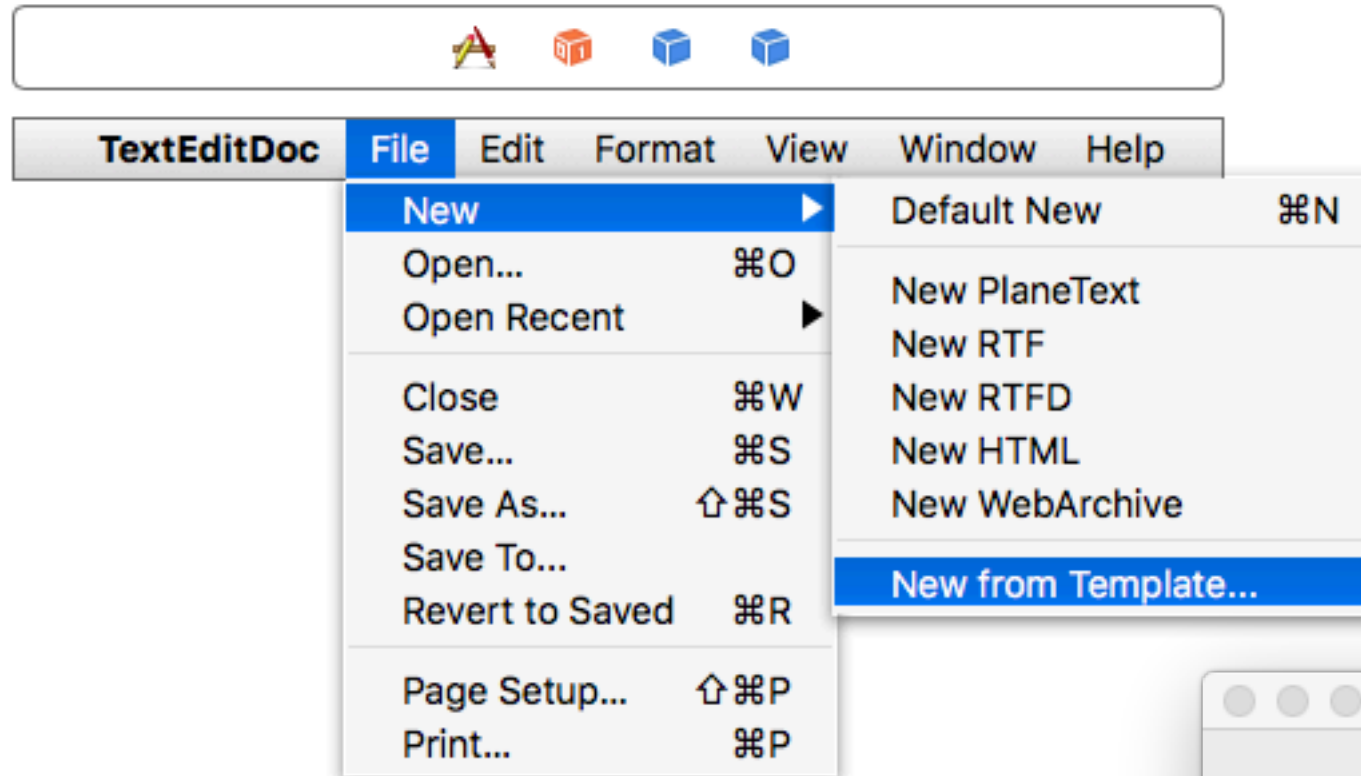 TextEditDoc File Edit Format View Window Help
New
Open... ⌘O
Open Recent
Close ⌘W
Save... ⌘S
Save As... ⇧⌘S
Save To...
Revert to Saved ⌘R
Page Setup... ⇧⌘P
Print... ⌘P
Default New ⌘N
New PlaneText
New RTF
New RTFD
New HTML
New WebArchive
New from Template...